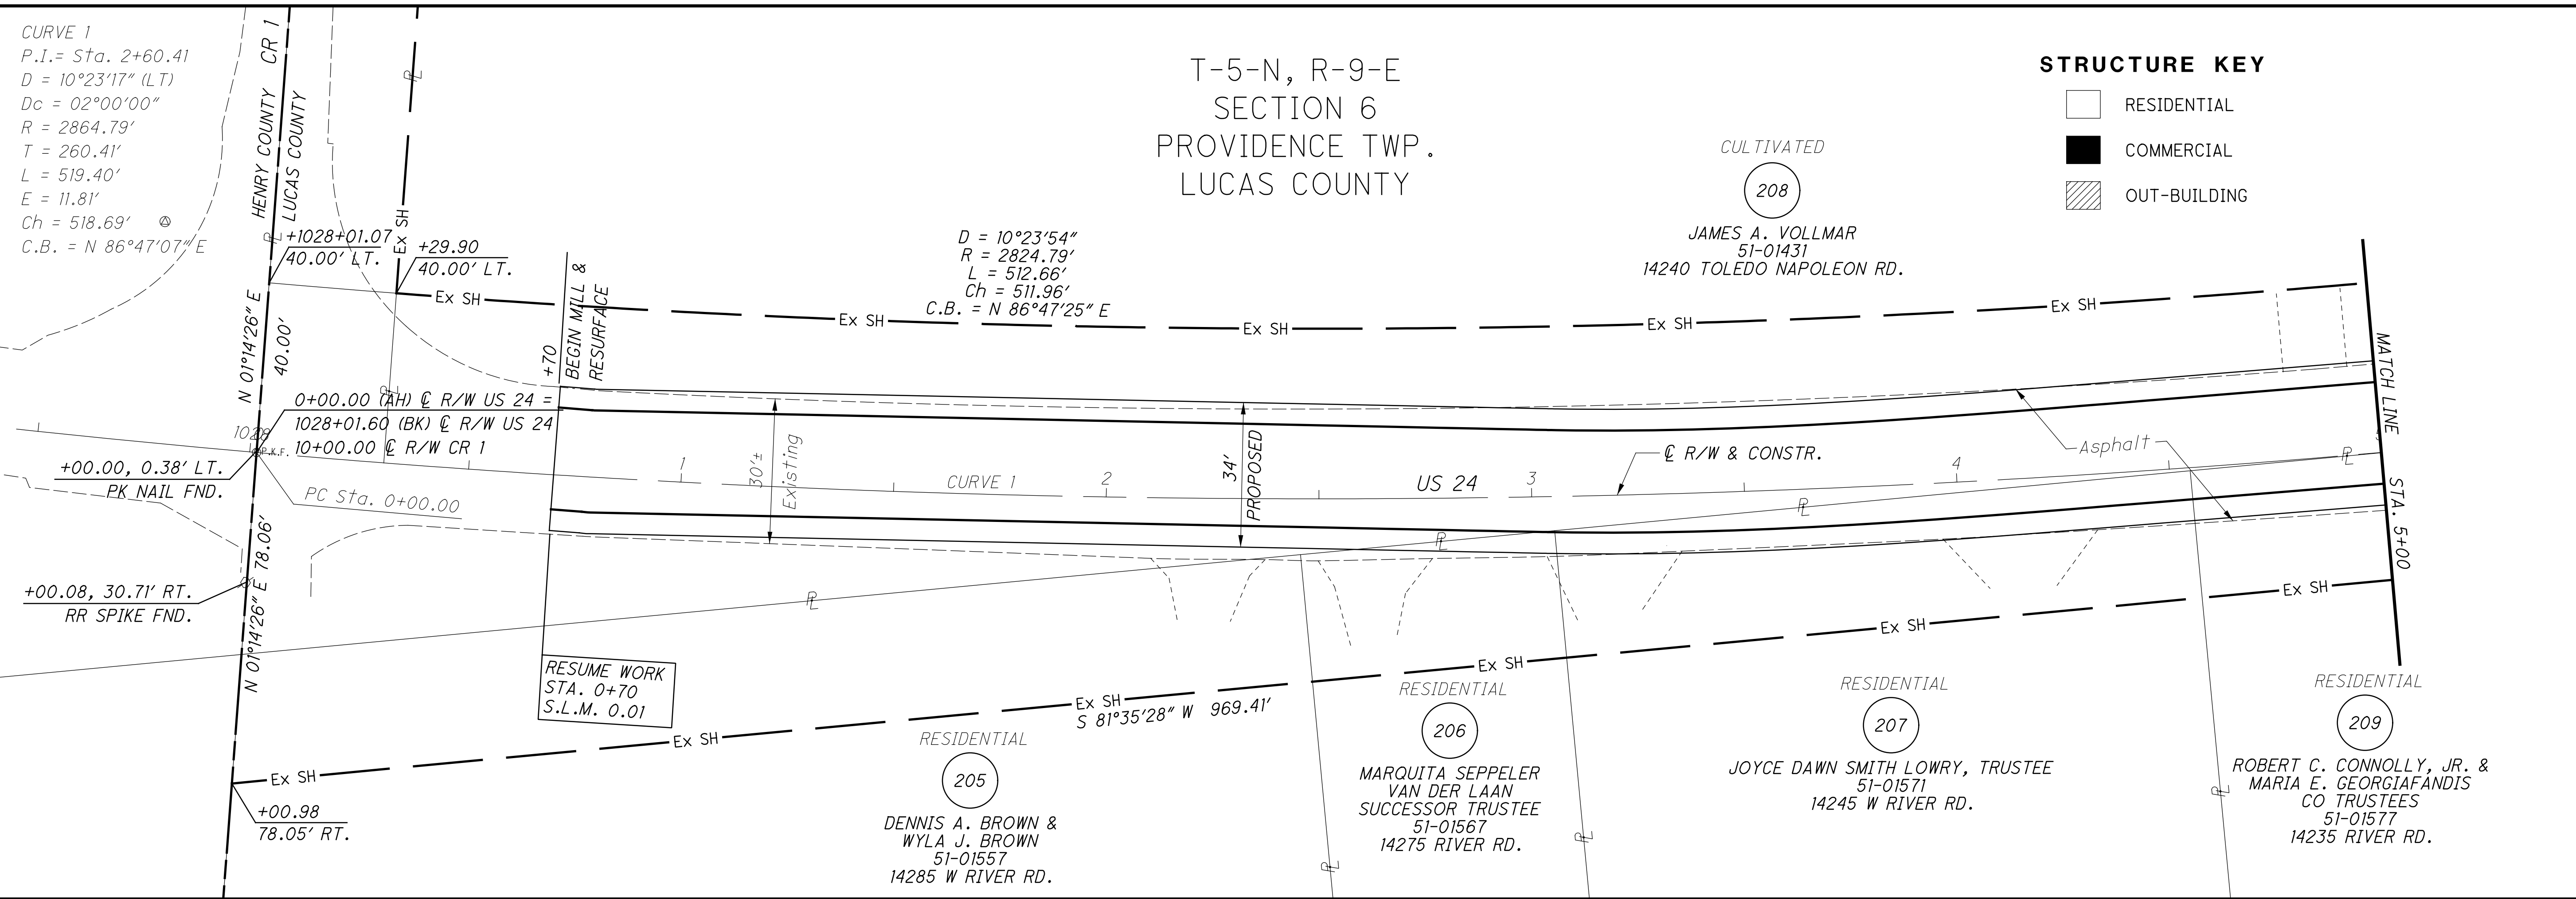 CURVE 1
P.I.= Sta. 2+60.41
D = 10°23'17" (LT)
Dc = 02°00'00"
R = 2864.79'
T = 260.41'
L = 519.40'
E = 11.81'
Ch = 518.69'
C.B. = N 86°47'07" E
HENRY COUNTY CR 1
LUCAS COUNTY
PL
PL
Ex SH
+1028+01.07
40.00' LT.
+29.90
40.00' LT.
T-5-N, R-9-E
SECTION 6
PROVIDENCE TWP.
LUCAS COUNTY
STRUCTURE KEY
RESIDENTIAL
COMMERCIAL
OUT-BUILDING
CULTIVATED
208
JAMES A. VOLLMAR
51-01431
14240 TOLEDO NAPOLEON RD.
D = 10°23'54"
R = 2824.79'
L = 512.66'
Ch = 511.96'
C.B. = N 86°47'25" E
Ex SH
Ex SH
Ex SH
Ex SH
Ex SH
+70
BEGIN MILL &
RESURFACE
N 01°14'26" E
40.00'
PL
0+00.00 (AH) ℄ R/W US 24 =
1028+01.60 (BK) ℄ R/W US 24
10+00.00 ℄ R/W CR 1
P.K.F.
+00.00, 0.38' LT.
PK NAIL FND.
PC Sta. 0+00.00
+00.08, 30.71' RT.
RR SPIKE FND.
N 01°14'26" E 78.06'
1
30'±
Existing
CURVE 1
2
34'
PROPOSED
US 24
3
℄ R/W & CONSTR.
4
Asphalt
PL
PL
PL
PL
MATCH LINE
STA. 5+00
RESUME WORK
STA. 0+70
S.L.M. 0.01
Ex SH
Ex SH
Ex SH
Ex SH
Ex SH
Ex SH
S 81°35'28" W 969.41'
+00.98
78.05' RT.
RESIDENTIAL
205
DENNIS A. BROWN &
WYLA J. BROWN
51-01557
14285 W RIVER RD.
RESIDENTIAL
206
MARQUITA SEPPELER
VAN DER LAAN
SUCCESSOR TRUSTEE
51-01567
14275 RIVER RD.
PL
PL
RESIDENTIAL
207
JOYCE DAWN SMITH LOWRY, TRUSTEE
51-01571
14245 W RIVER RD.
PL
RESIDENTIAL
209
ROBERT C. CONNOLLY, JR. &
MARIA E. GEORGIAFANDIS
CO TRUSTEES
51-01577
14235 RIVER RD.